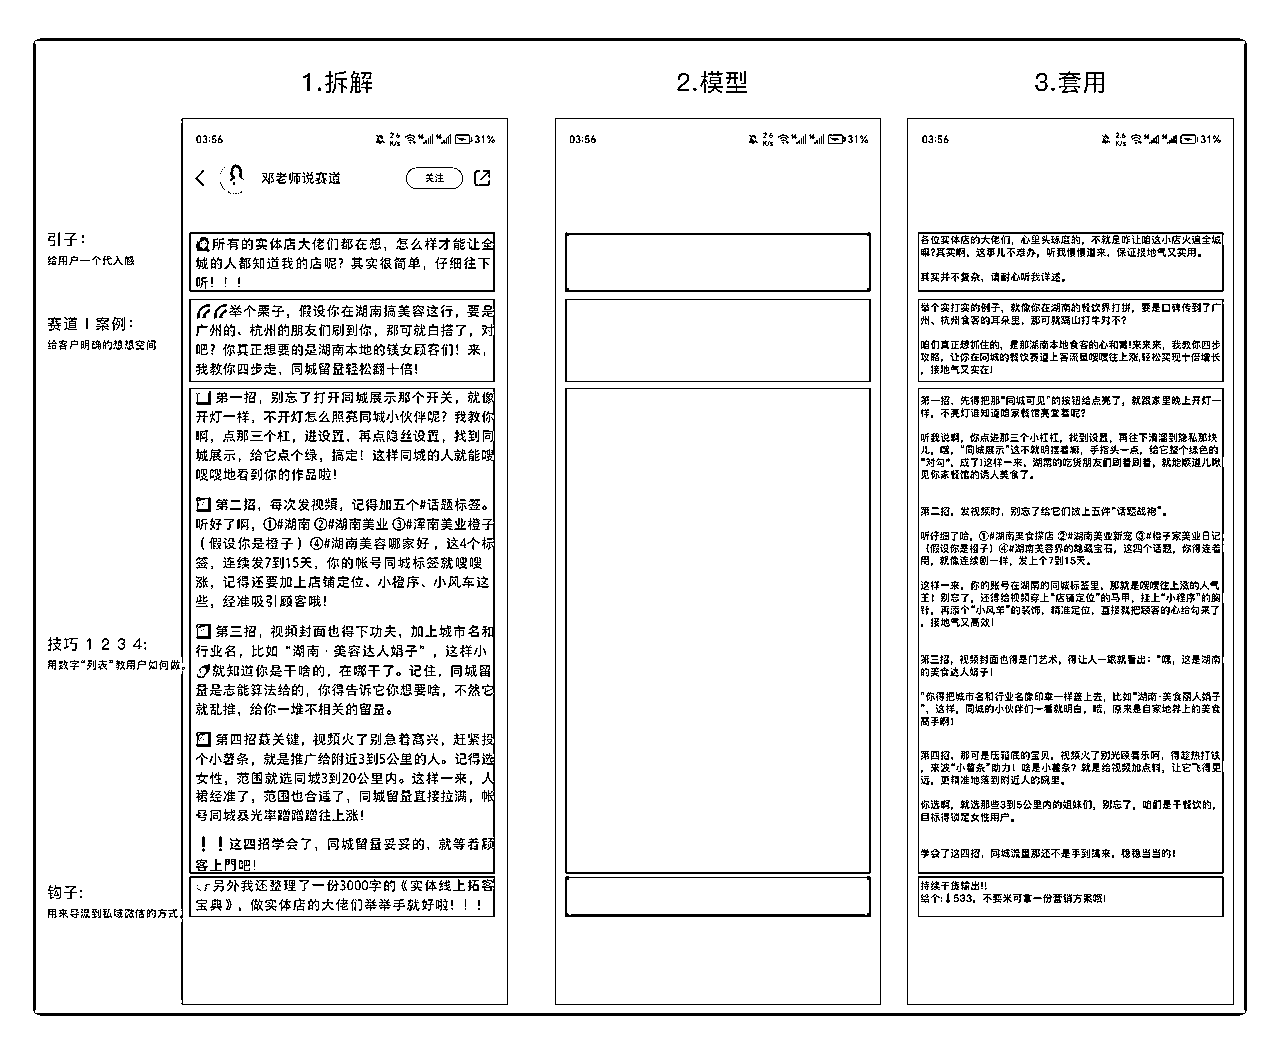 1.拆解
2.模型
3.套用
引子：
给用户一个代入感
赛道 | 案例：
给客户明确的想想空间
技巧 1 2 3 4:
用数字“列表”教用户如何做。
钩子：
用来导流到私域微信的方式
03:56
2.6 K/s
31%
邓老师说赛道
关注
所有的实体店大佬们都在想，怎么样才能让全
城的人都知道我的店呢？其实很简单，仔细往下
听！！！
举个栗子，假设你在湖南搞美容这行，要是
广州的、杭州的朋友们刷到你，那可就白搭了，对
吧？你真正想要的是湖南本地的美女顾客们！来，
我教你四步走，同城流量轻松翻十倍！
第一招，别忘了打开同城展示那个开关，就像
开灯一样，不开灯怎么照亮同城小伙伴呢？我教你
啊，点那三个杠，进设置，再点隐私设置，找到同
城展示，给它点个绿，搞定！这样同城的人就能嗖
嗖嗖地看到你的作品啦！
第二招，每次发视频，记得加五个#话题标签。
听好了啊，①#湖南 ②#湖南美业 ③#湖南美业橙子
（假设你是橙子）④#湖南美容哪家好，这4个标
签，连续发7到15天，你的帐号同城标签就嗖嗖
涨，记得还要加上店铺定位、小程序、小风车这
些，精准吸引顾客哦！
第三招，视频封面也得下功夫，加上城市名和
行业名，比如“湖南·美容达人娟子”，这样小
就知道你是干啥的，在哪干了。记住，同城流
量是智能算法给的，你得告诉它你想要啥，不然它
就乱推，给你一堆不相关的流量。
第四招最关键，视频火了别急着高兴，赶紧投
个小薯条，就是推广给附近3到5公里的人。记得选
女性，范围就选同城3到20公里内。这样一来，人
群精准了，范围也合适了，同城流量直接拉满，帐
号同城曝光率蹭蹭蹭往上涨！
！！这四招学会了，同城流量妥妥的，就等着顾
客上门吧！
另外我还整理了一份3000字的《实体线上拓客
宝典》，做实体店的大佬们举举手就好啦！！！
03:56
2.6 K/s
31%
03:56
2.6 K/s
31%
各位实体店的大佬们，心里头琢磨的，不就是咋让咱这小店火遍全城
嘛?其实啊，这事儿不难办，听我慢慢道来，保证接地气又实用。
其实并不复杂，请耐心听我详述。
举个实打实的例子，就像你在湖南的餐饮界打拼，要是口碑传到了广
州、杭州食客的耳朵里，那可就隔山打牛对不?
咱们真正想抓住的，是那湖南本地食客的心和胃!来来来，我教你四步
攻略，让你在同城的餐饮赛道上客流量嗖嗖往上涨,轻松实现十倍增长
，接地气又实在!
第一招、先得把那“同城可见”的按钮给点亮了，就跟家里晚上开灯一
样，不亮灯谁知道咱家餐馆亮堂着呢?
听我说啊，你点进那三个小杠杠，找到设置，再往下滑溜到隐私那块
儿，嘿，“同城展示”这不就明摆着嘛，手指头一点，给它整个绿色的
“对勾”，成了!这样一来，湖南的吃货朋友们刷着刷着，就能顺道儿瞅
见你家餐馆的诱人美食了。
第二招、发视频时，别忘了给它们披上五件“话题战袍”。
听仔细了哈，①#湖南美食探店 ②#湖南美业新宠 ③#橙子家美业日记
（假设你是橙子）④#湖南美容界的隐藏宝石，这四个话题，你得连着
用，就像连续剧一样，发上个7到15天。
这样一来，你的账号在湖南的同城标签里，那就是嗖嗖往上涨的人气
王！别忘了，还得给视频穿上“店铺定位”的马甲，挂上“小程序”的胸
针，再添个“小风车”的装饰，精准定位，直接就把顾客的心给勾来了
，接地气又高效!
第三招、视频封面也得是门艺术，得让人一眼就看出：“嘿，这是湖南
的美食达人娟子!
“你得把城市名和行业名像印章一样盖上去，比如“湖南·美食丽人娟子
”，这样，同城的小伙伴们一看就明白，哦，原来是自家地界上的美食
高手啊!
第四招、那可是压箱底的宝贝，视频火了别光顾着乐呵，得趁热打铁
，来波“小薯条”助力！啥是小薯条？就是给视频加点料，让它飞得更
远，更精准地落到附近人的碗里。
你选啊，就选那些3到5公里内的姐妹们，别忘了，咱们是干餐饮的，
目标得锁定女性用户。
学会了这四招，同城流量那还不是手到擒来，稳稳当当的!
持续干货输出!!
给个:⬇533，不要米可拿一份营销方案哦!